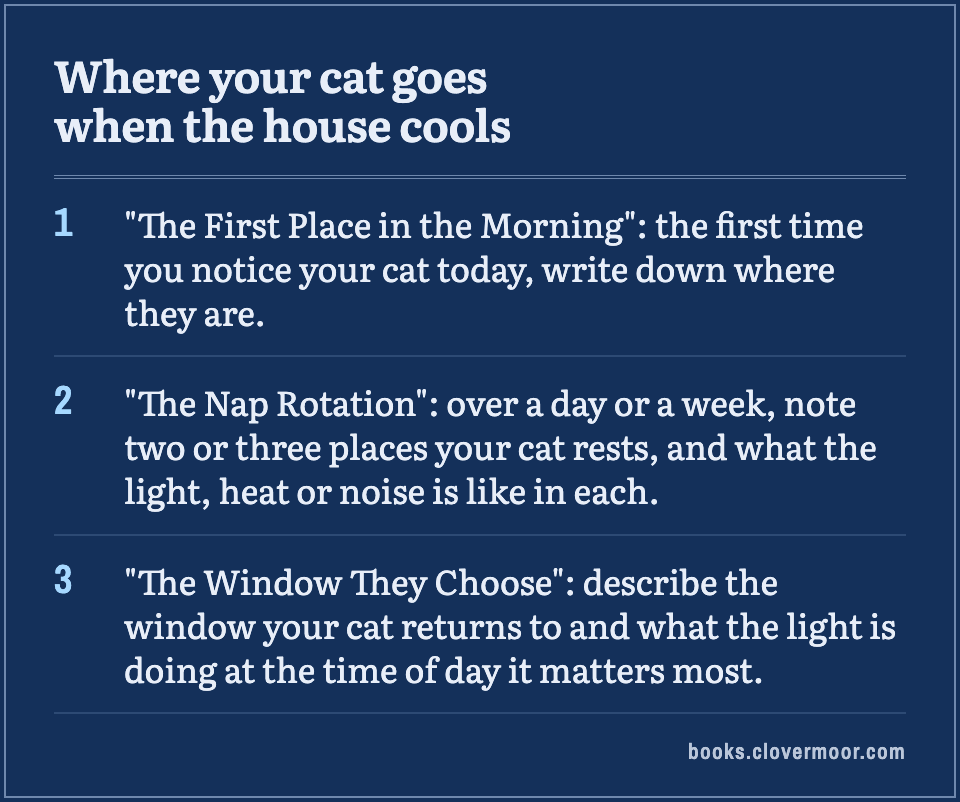 Where your cat goes
when the house cools
1
"The First Place in the Morning": the first time
you notice your cat today, write down where
they are.
2
"The Nap Rotation": over a day or a week, note
two or three places your cat rests, and what the
light, heat or noise is like in each.
3
"The Window They Choose": describe the
window your cat returns to and what the light is
doing at the time of day it matters most.
books.clovermoor.com